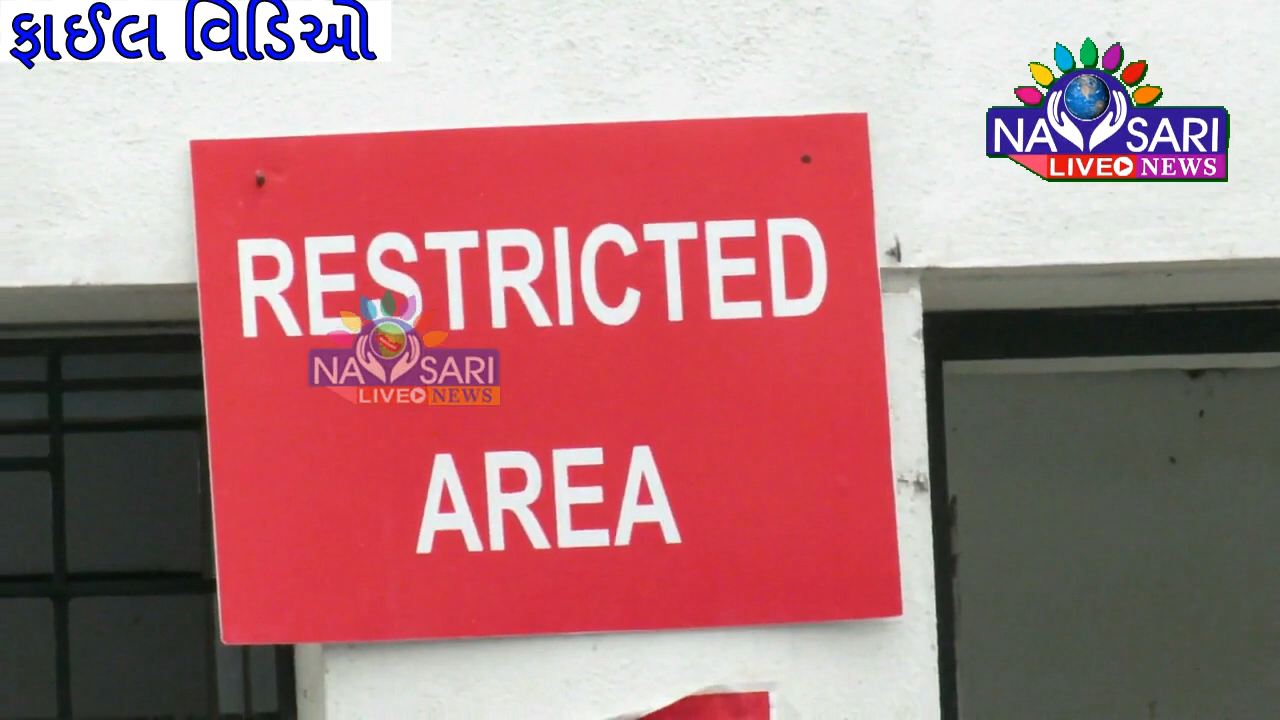 ફાઈલ વિડિઓ
NAVSARI
LIVE NEWS
RESTRICTED
NAVSARI
LIVE NEWS
AREA